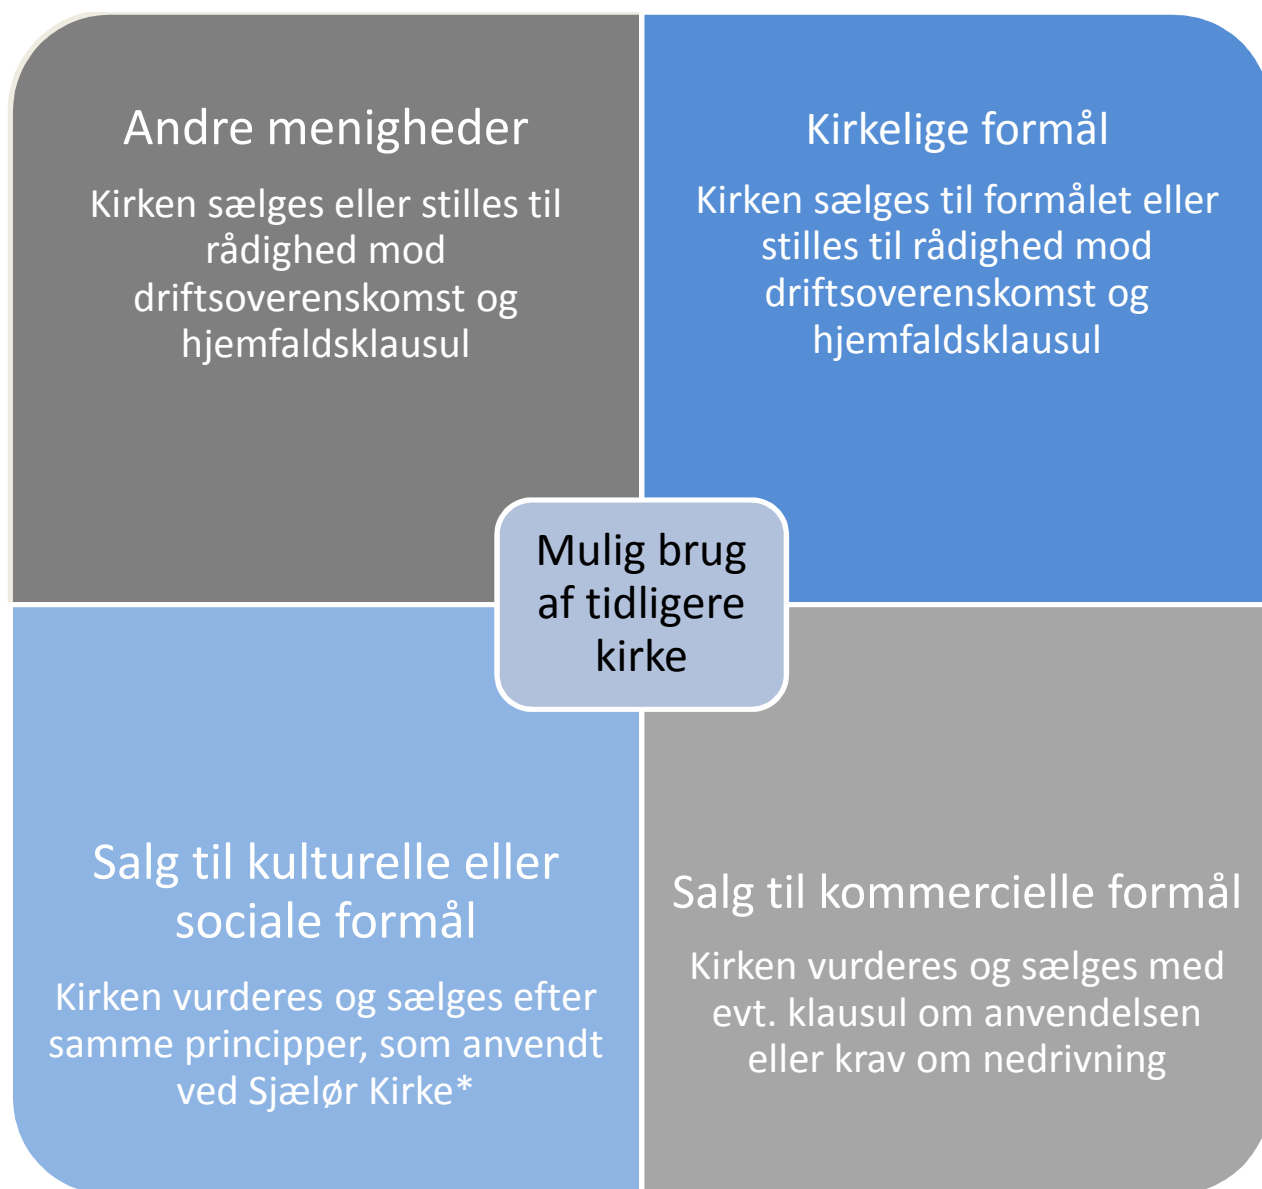 Andre menigheder
Kirken sælges eller stilles til
rådighed mod
driftsoverenskomst og
hjemfaldsklausul
Kirkelige formål
Kirken sælges til formålet eller
stilles til rådighed mod
driftsoverenskomst og
hjemfaldsklausul
Mulig brug
af tidligere
kirke
Salg til kulturelle eller
sociale formål
Kirken vurderes og sælges efter
samme principper, som anvendt
ved Sjælør Kirke*
Salg til kommercielle formål
Kirken vurderes og sælges med
evt. klausul om anvendelsen
eller krav om nedrivning